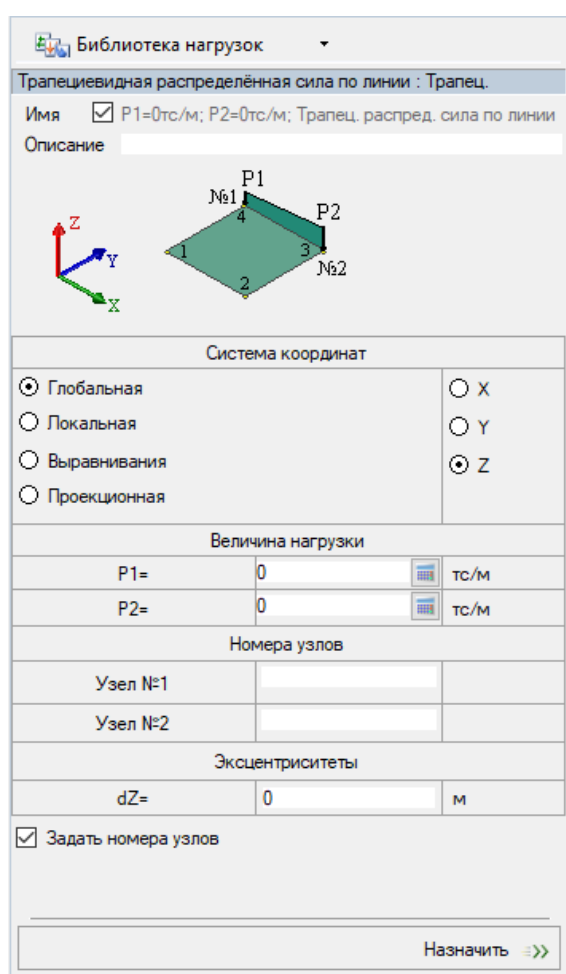 Библиотека нагрузок
Трапециевидная распределённая сила по линии : Трапец.
Имя P1=0тс/м; P2=0тс/м; Трапец. распред. сила по линии
Описание
P1
№1
4
P2
Z
Y
1
3
№2
2
X
Система координат
Глобальная X
Локальная Y
Выравнивания Z
Проекционная
Величина нагрузки
P1= 0 тс/м
P2= 0 тс/м
Номера узлов
Узел №1
Узел №2
Эксцентриситеты
dZ= 0 м
Задать номера узлов
Назначить